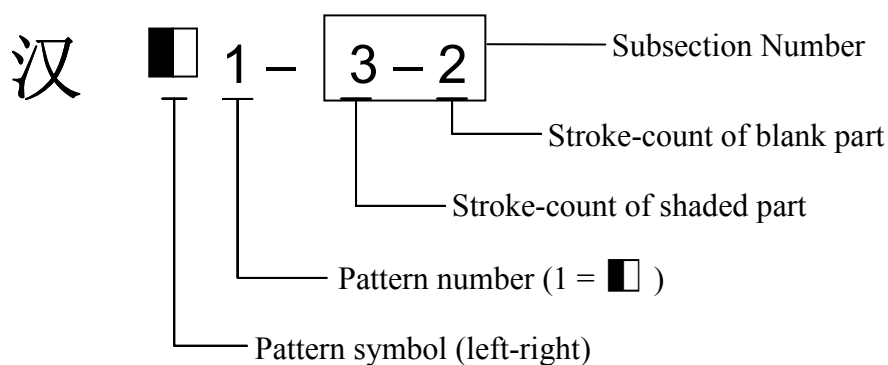 汉 1 – 3 – 2
Subsection Number
Stroke-count of blank part
Stroke-count of shaded part
Pattern number (1 = )
Pattern symbol (left-right)